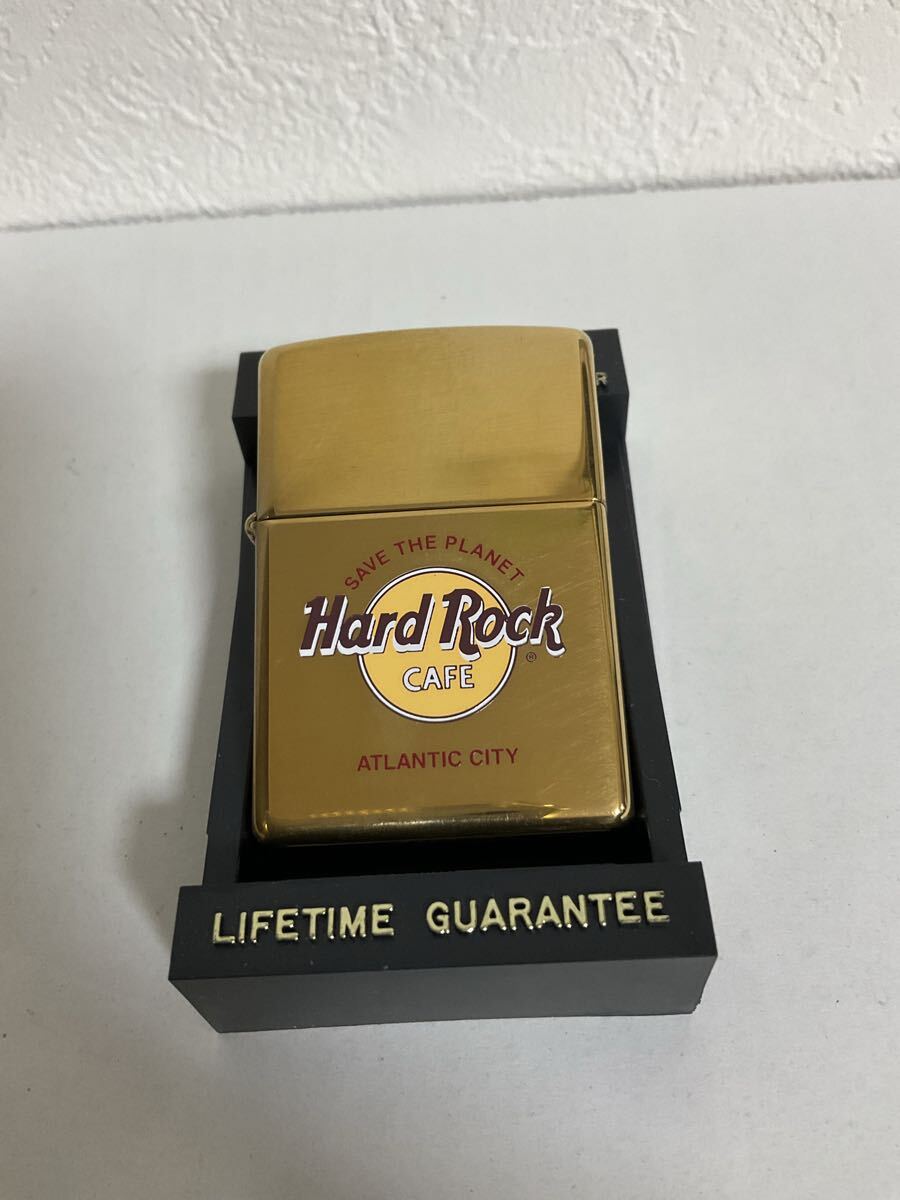 SAVE THE PLANET
Hard Rock
®
CAFE
ATLANTIC CITY
LIFETIME GUARANTEE